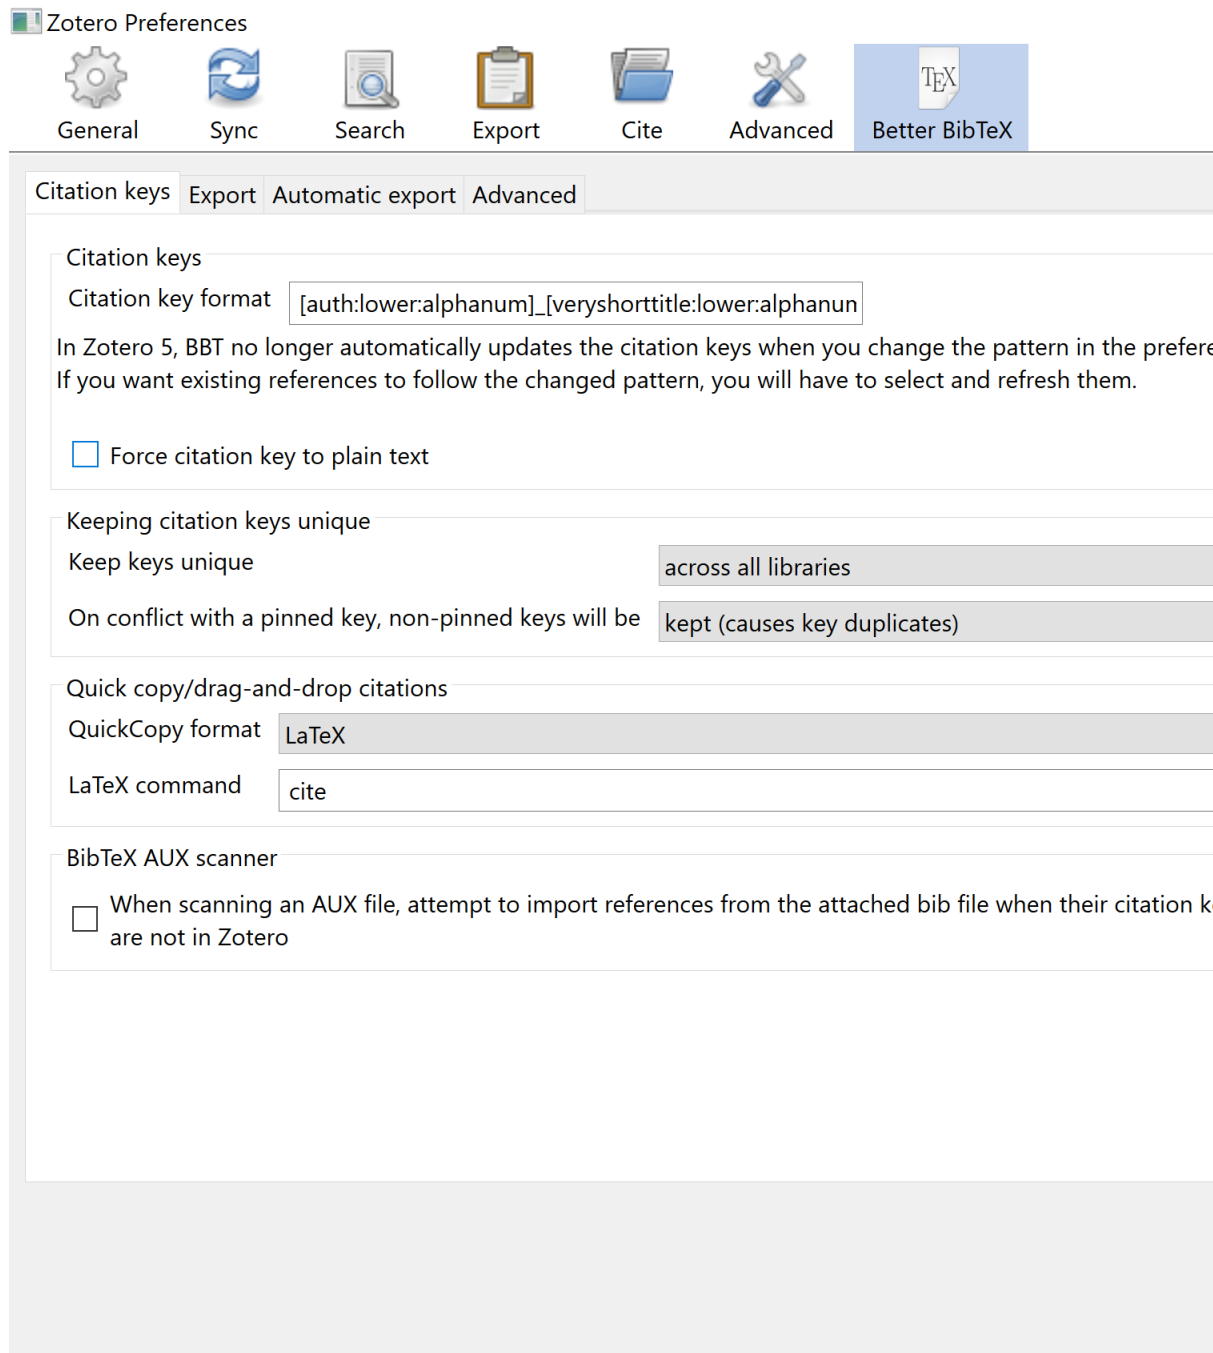 Zotero Preferences
General Sync Search Export Cite Advanced TEX Better BibTeX
Citation keys Export Automatic export Advanced
Citation keys
Citation key format [auth:lower:alphanum]_[veryshorttitle:lower:alphanun
In Zotero 5, BBT no longer automatically updates the citation keys when you change the pattern in the prefere
If you want existing references to follow the changed pattern, you will have to select and refresh them.
Force citation key to plain text
Keeping citation keys unique
Keep keys unique across all libraries
On conflict with a pinned key, non-pinned keys will be kept (causes key duplicates)
Quick copy/drag-and-drop citations
QuickCopy format LaTeX
LaTeX command cite
BibTeX AUX scanner
When scanning an AUX file, attempt to import references from the attached bib file when their citation k
are not in Zotero